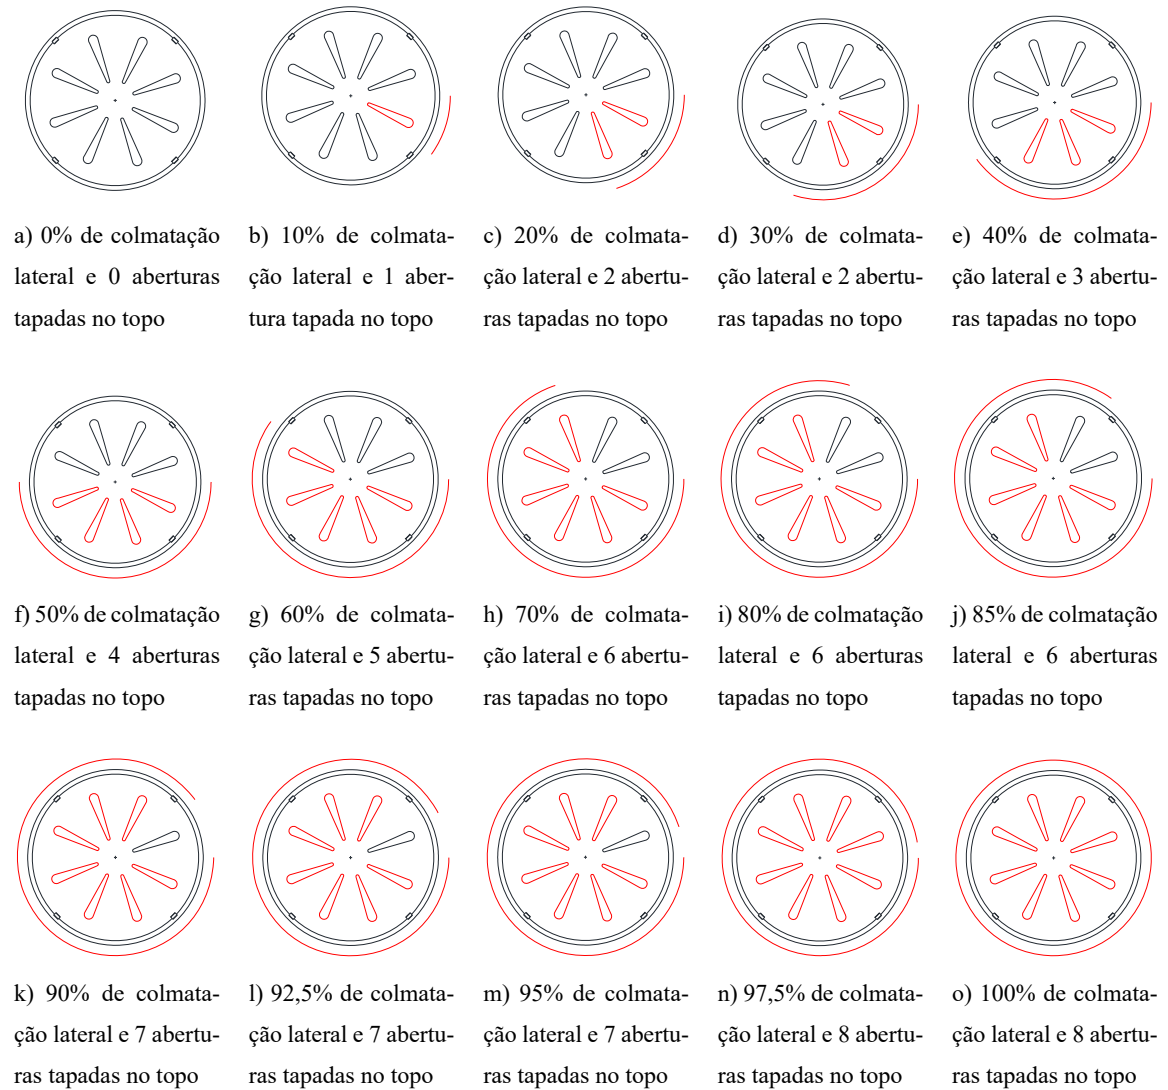 a) 0% de colmatação
lateral e 0 aberturas
tapadas no topo
b) 10% de colmata-
ção lateral e 1 aber-
tura tapada no topo
c) 20% de colmata-
ção lateral e 2 abertu-
ras tapadas no topo
d) 30% de colmata-
ção lateral e 2 abertu-
ras tapadas no topo
e) 40% de colmata-
ção lateral e 3 abertu-
ras tapadas no topo
f) 50% de colmatação
lateral e 4 aberturas
tapadas no topo
g) 60% de colmata-
ção lateral e 5 abertu-
ras tapadas no topo
h) 70% de colmata-
ção lateral e 6 abertu-
ras tapadas no topo
i) 80% de colmatação
lateral e 6 aberturas
tapadas no topo
j) 85% de colmatação
lateral e 6 aberturas
tapadas no topo
k) 90% de colmata-
ção lateral e 7 abertu-
ras tapadas no topo
l) 92,5% de colmata-
ção lateral e 7 abertu-
ras tapadas no topo
m) 95% de colmata-
ção lateral e 7 abertu-
ras tapadas no topo
n) 97,5% de colmata-
ção lateral e 8 abertu-
ras tapadas no topo
o) 100% de colmata-
ção lateral e 8 abertu-
ras tapadas no topo